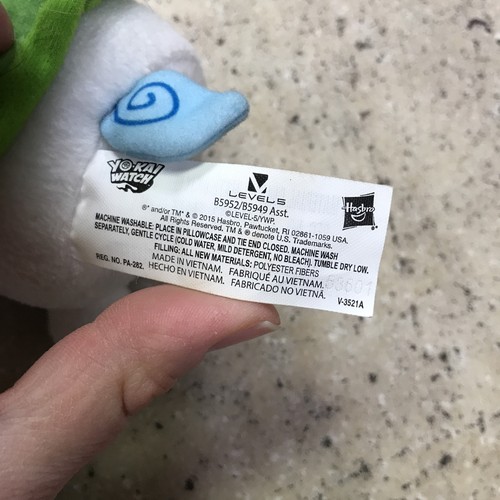 YO-KAI
WATCH
LEVEL5
Hasbro
B5952/B5949 Asst.
©LEVEL-5/YWP.
®* and/or TM* & © 2015 Hasbro, Pawtucket, RI 02861-1059 USA.
All Rights Reserved. TM & ® denote U.S. Trademarks.
MACHINE WASHABLE: PLACE IN PILLOWCASE AND TIE END CLOSED. MACHINE WASH
SEPARATELY, GENTLE CYCLE (COLD WATER, MILD DETERGENT, NO BLEACH). TUMBLE DRY LOW.
FILLING: ALL NEW MATERIALS: POLYESTER FIBERS
MADE IN VIETNAM. FABRIQUÉ AU VIETNAM.
REG. NO. PA-282. HECHO EN VIETNAM. FABRICADO NO VIETNÃ.
V-3521A